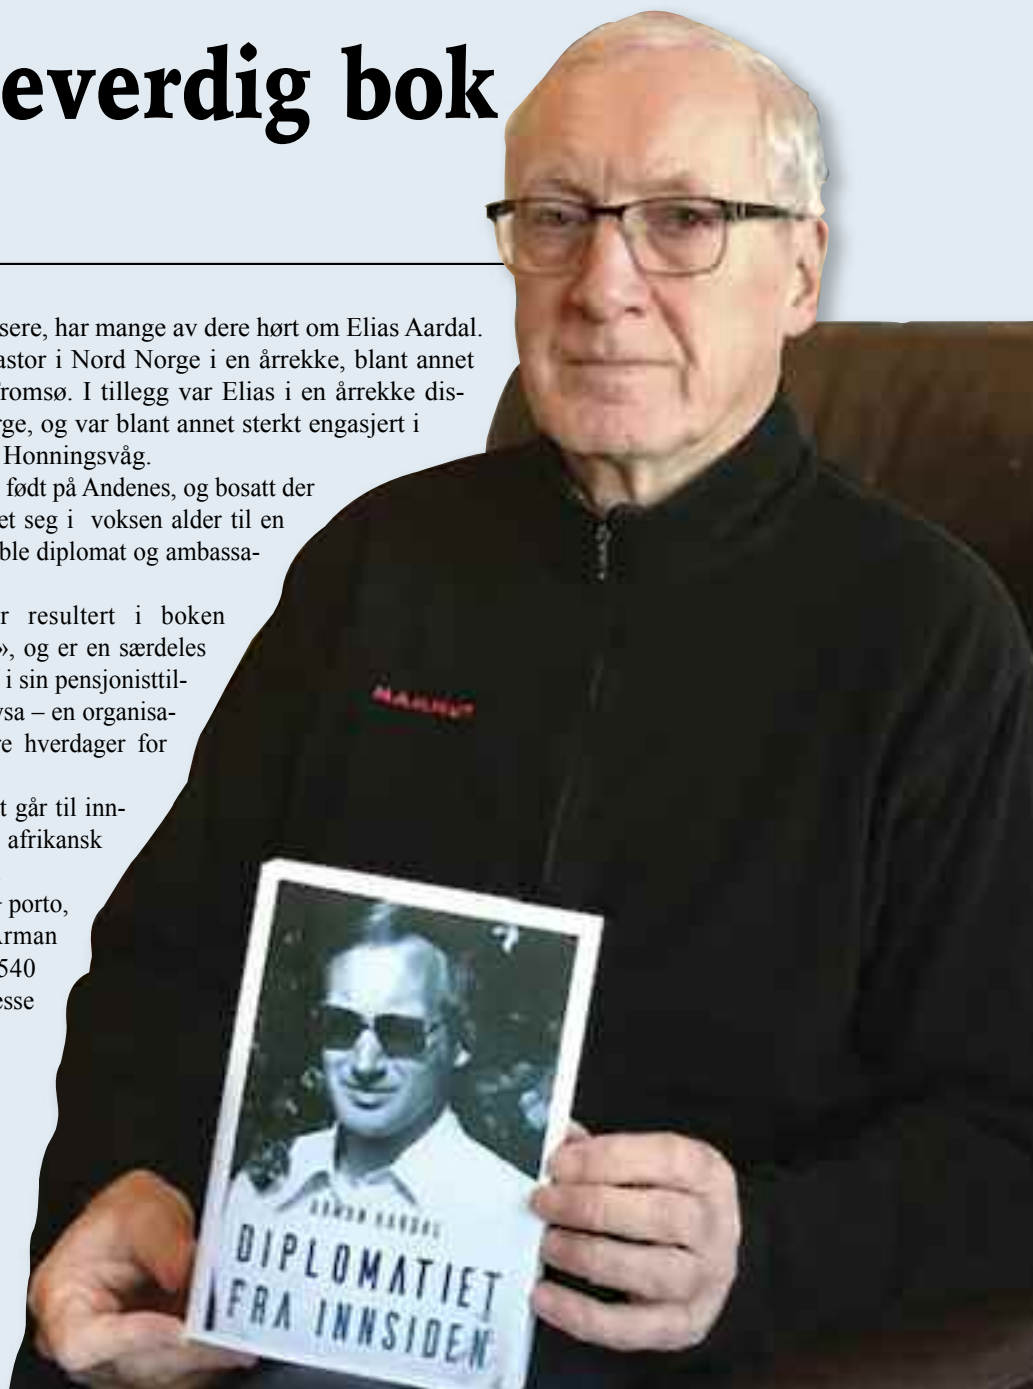 everdig bok
sere, har mange av dere hørt om Elias Aardal.
astor i Nord Norge i en årrekke, blant annet
romsø. I tillegg var Elias i en årrekke dis-
rge, og var blant annet sterkt engasjert i
Honningsvåg.
født på Andenes, og bosatt der
et seg i voksen alder til en
ble diplomat og ambassa-
r resultert i boken
», og er en særdeles
i sin pensjonisttil-
ysa – en organisa-
re hverdager for
t går til inn-
afrikansk
porto,
Arman
540
esse
MAMMUT
ARMAN AARDAL
DIPLOMATIET
FRA INNSIDEN